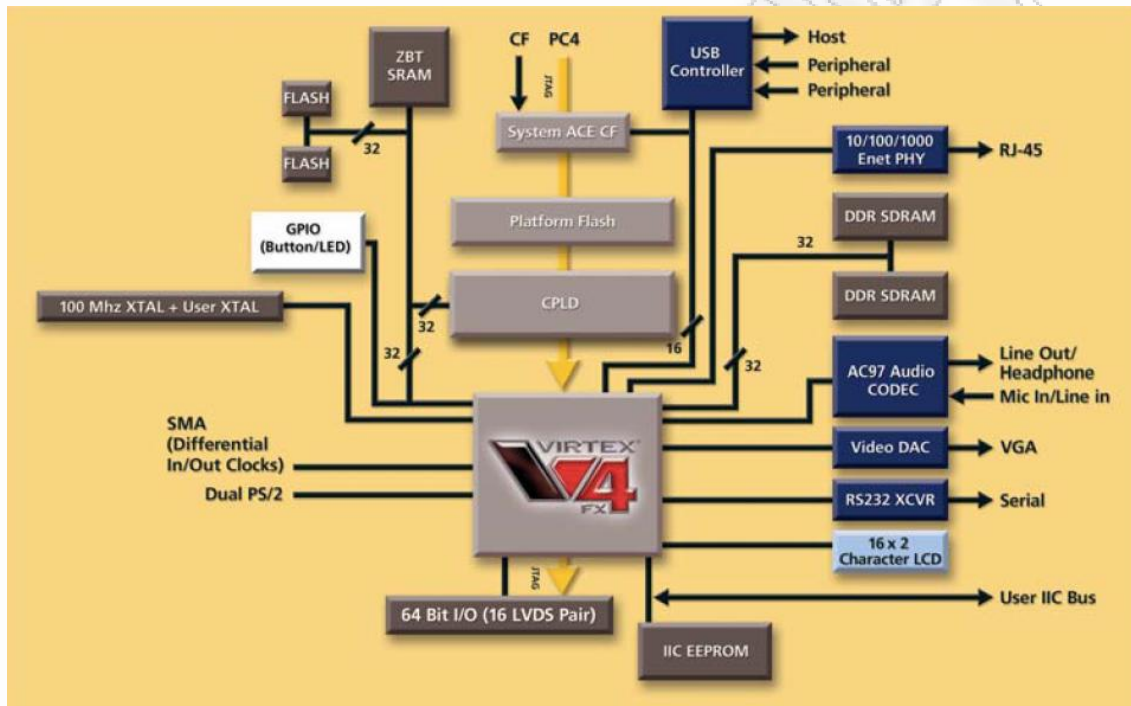 CF
PC4
JTAG
ZBT
SRAM
USB
Controller
Host
Peripheral
Peripheral
FLASH
FLASH
32
System ACE CF
10/100/1000
Enet PHY
RJ-45
Platform Flash
DDR SDRAM
32
DDR SDRAM
GPIO
(Button/LED)
100 Mhz XTAL + User XTAL
CPLD
32
32
16
32
AC97 Audio
CODEC
Line Out/
Headphone
Mic In/Line in
SMA
(Differential
In/Out Clocks)
Dual PS/2
VIRTEX®
4
FX
Video DAC
VGA
RS232 XCVR
Serial
16 x 2
Character LCD
JTAG
64 Bit I/O (16 LVDS Pair)
User IIC Bus
IIC EEPROM